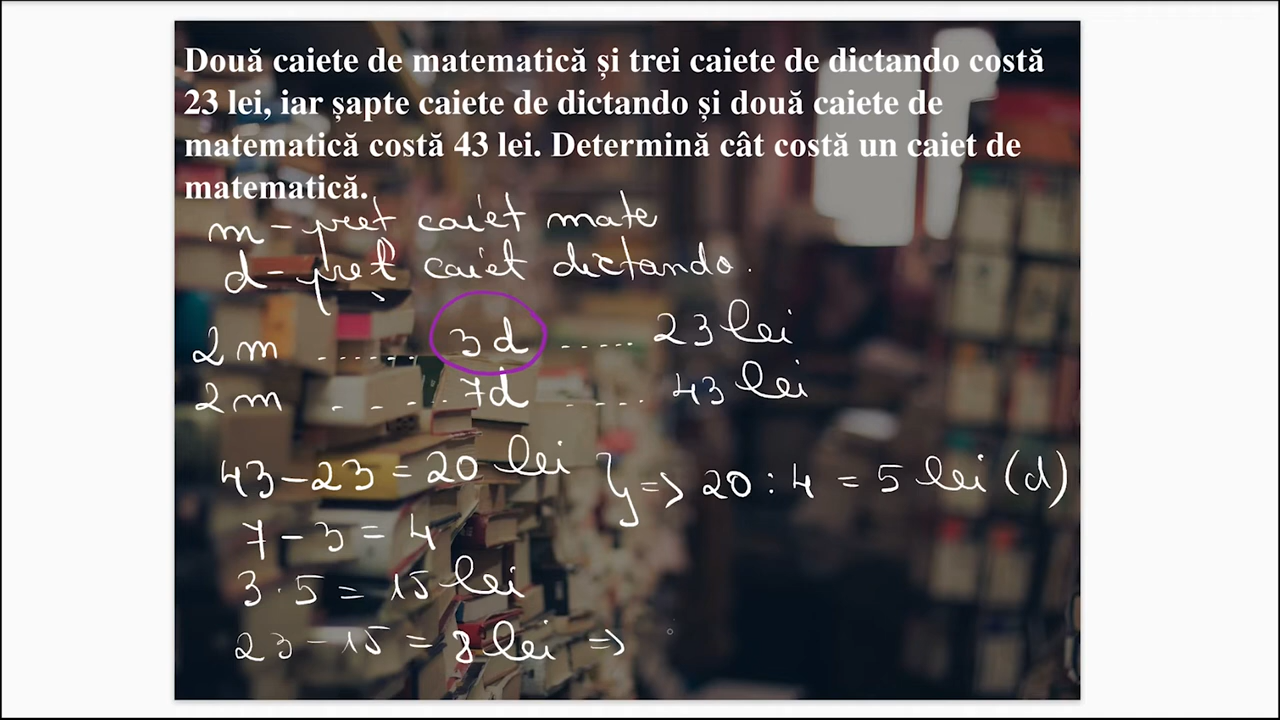 Două caiete de matematică și trei caiete de dictando costă
23 lei, iar șapte caiete de dictando și două caiete de
matematică costă 43 lei. Determină cât costă un caiet de
matematică.
m - preț caiet mate
d - preț caiet dictando.
2m ...... 3d ...... 23 lei
2m ...... 7d ...... 43 lei
43 - 23 = 20 lei } => 20 : 4 = 5 lei (d)
7 - 3 = 4
3 · 5 = 15 lei
23 - 15 = 8 lei =>